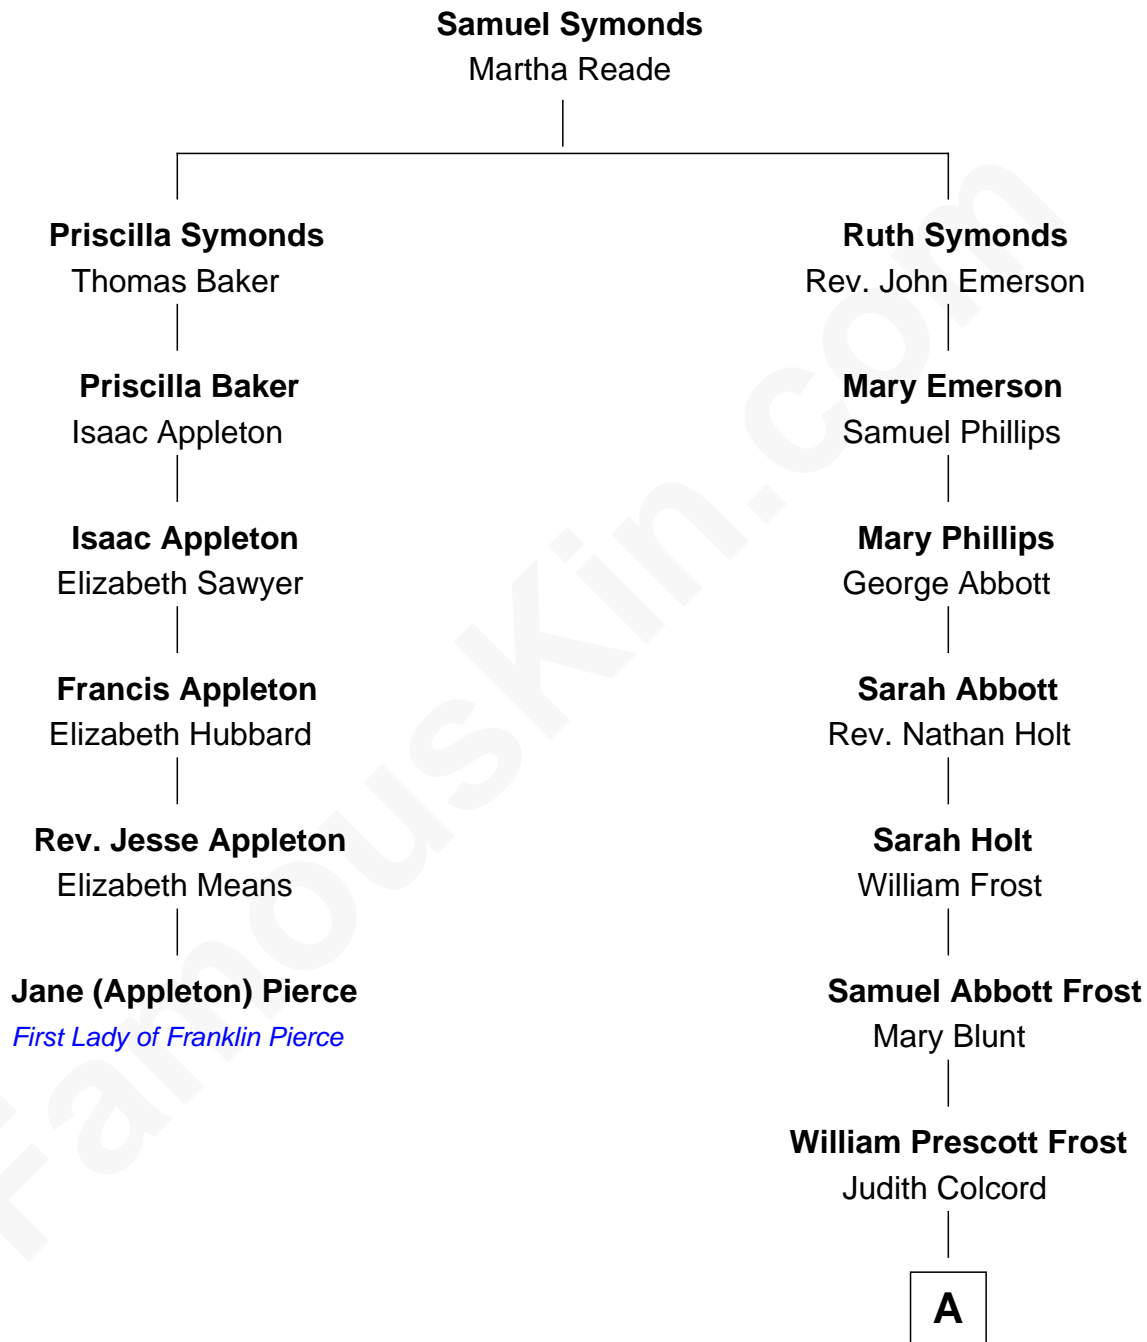 Samuel Symonds
Martha Reade
Priscilla Symonds
Thomas Baker
Priscilla Baker
Isaac Appleton
Isaac Appleton
Elizabeth Sawyer
Francis Appleton
Elizabeth Hubbard
Rev. Jesse Appleton
Elizabeth Means
Jane (Appleton) Pierce
First Lady of Franklin Pierce
Ruth Symonds
Rev. John Emerson
Mary Emerson
Samuel Phillips
Mary Phillips
George Abbott
Sarah Abbott
Rev. Nathan Holt
Sarah Holt
William Frost
Samuel Abbott Frost
Mary Blunt
William Prescott Frost
Judith Colcord
A
FamousKin.com